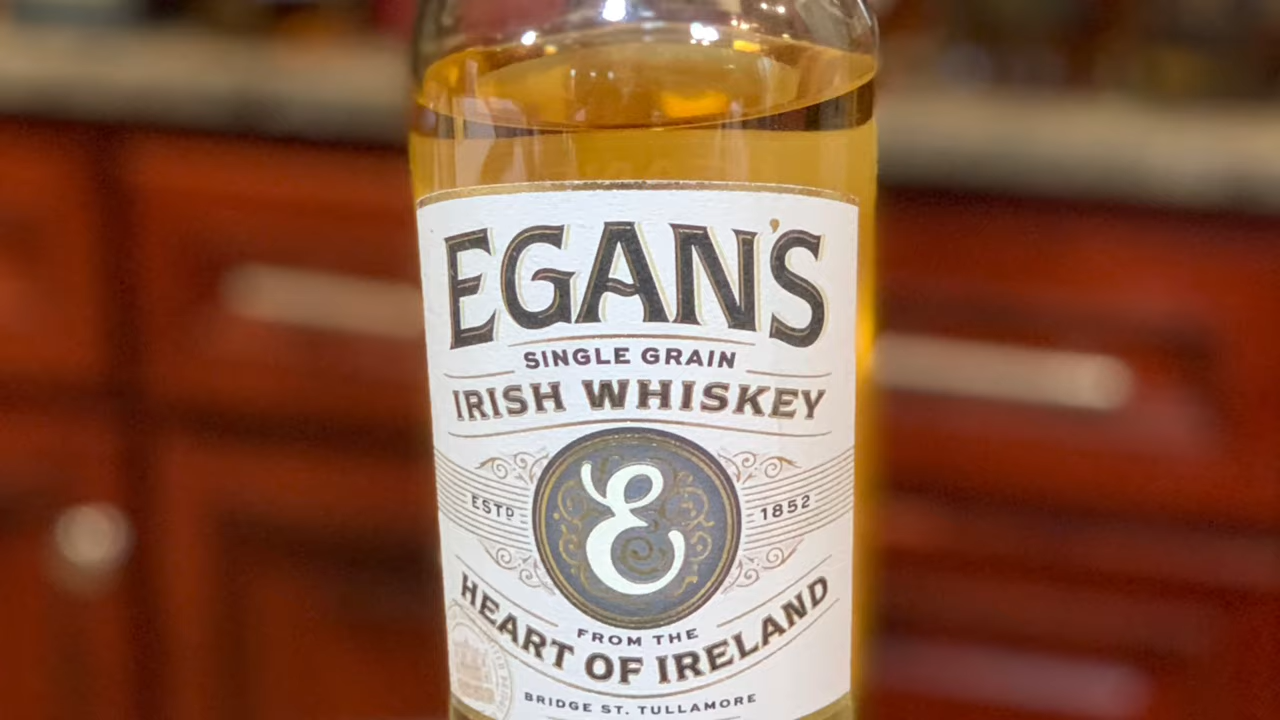 EGAN'S
SINGLE GRAIN
IRISH WHISKEY
ESTD E 1852
FROM THE
HEART OF IRELAND
BRIDGE ST. TULLAMORE